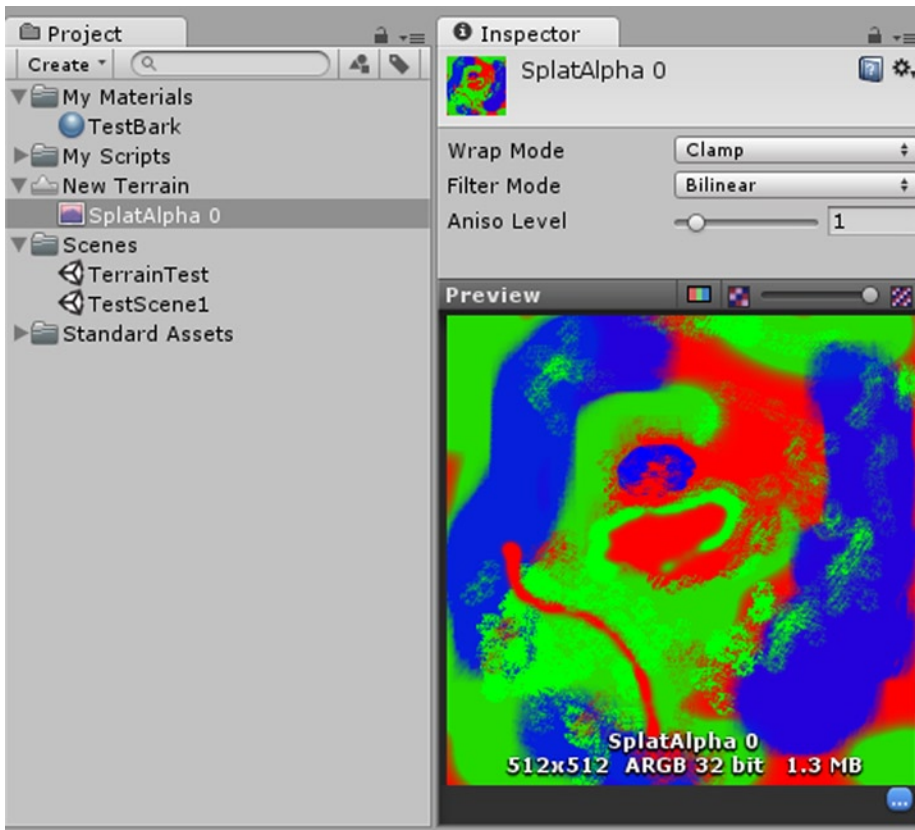 Project
Create
My Materials
TestBark
My Scripts
New Terrain
SplatAlpha 0
Scenes
TerrainTest
TestScene1
Standard Assets
Inspector
SplatAlpha 0
Wrap Mode Clamp
Filter Mode Bilinear
Aniso Level 1
Preview
SplatAlpha 0
512x512 ARGB 32 bit 1.3 MB